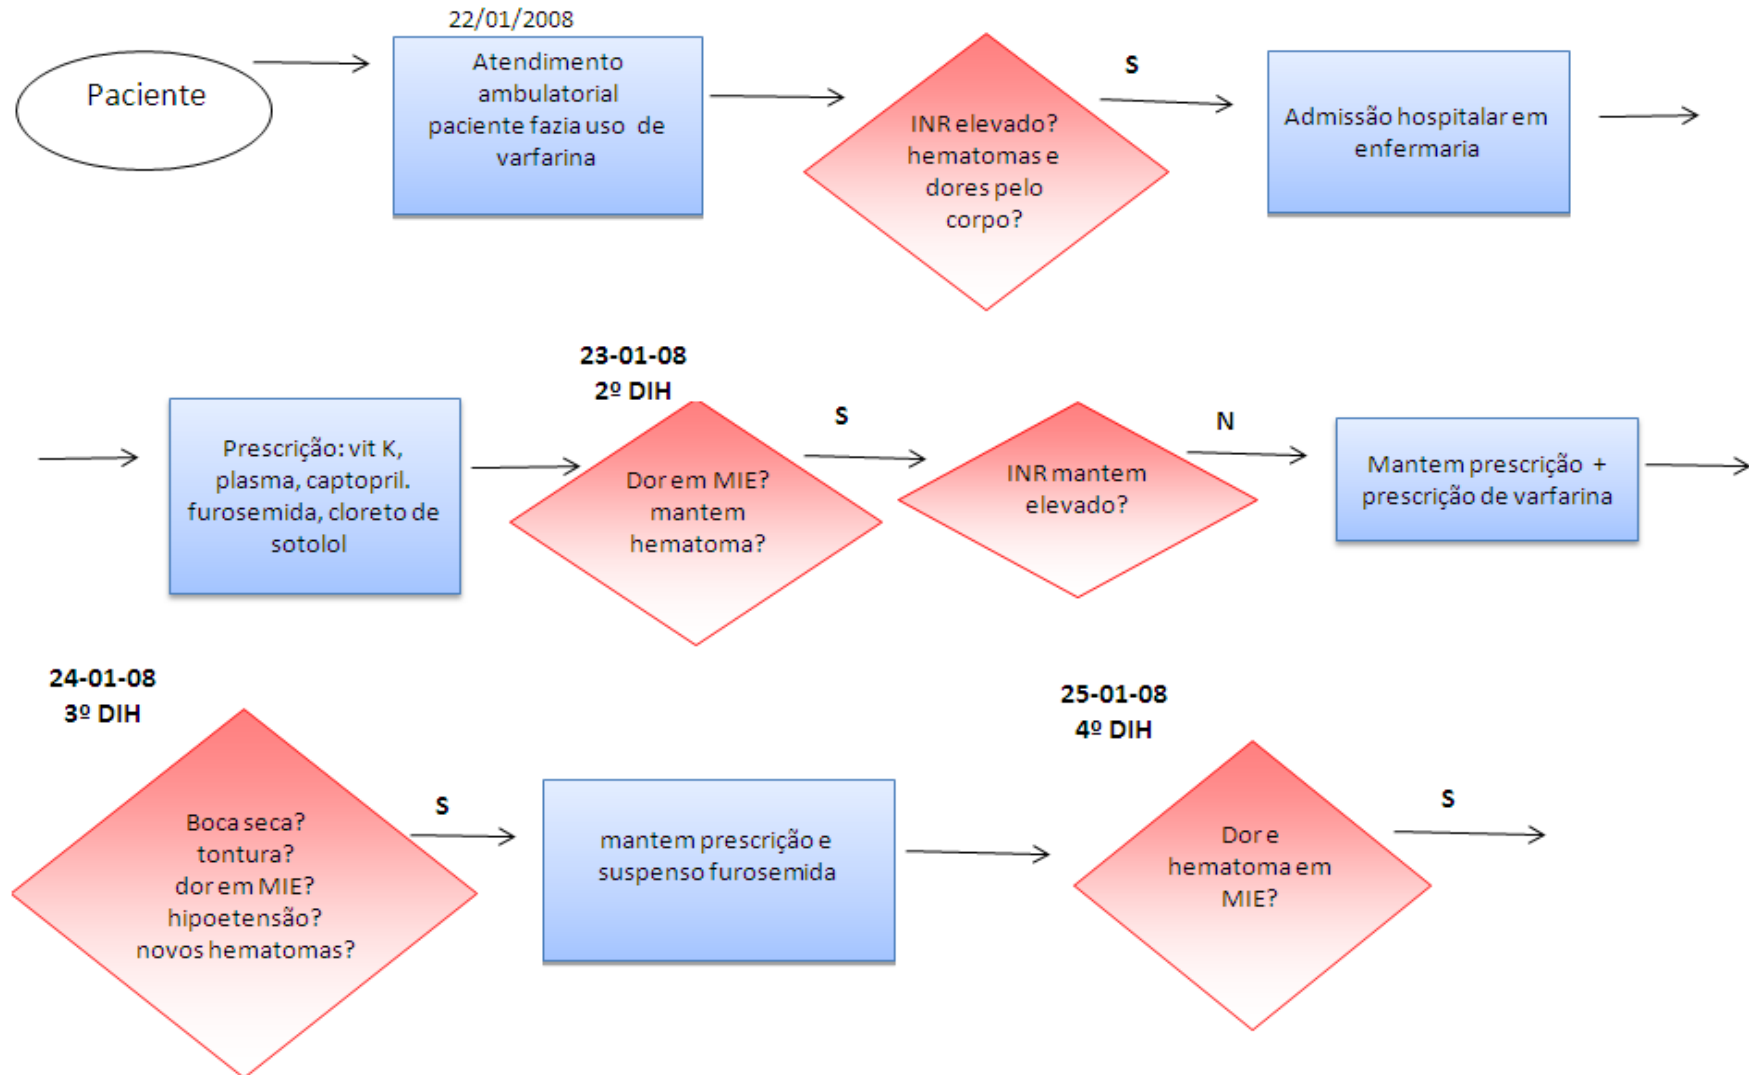 22/01/2008
Paciente
Atendimento
ambulatorial
paciente fazia uso de
varfarina
INR elevado?
hematomas e
dores pelo
corpo?
S
Admissão hospitalar em
enfermaria
Prescrição: vit K,
plasma, captopril.
furosemida, cloreto de
sotolol
23-01-08
2º DIH
Dor em MIE?
mantem
hematoma?
S
INR mantem
elevado?
N
Mantem prescrição +
prescrição de varfarina
24-01-08
3º DIH
Boca seca?
tontura?
dor em MIE?
hipoetensão?
novos hematomas?
S
mantem prescrição e
suspenso furosemida
25-01-08
4º DIH
Dor e
hematoma em
MIE?
S